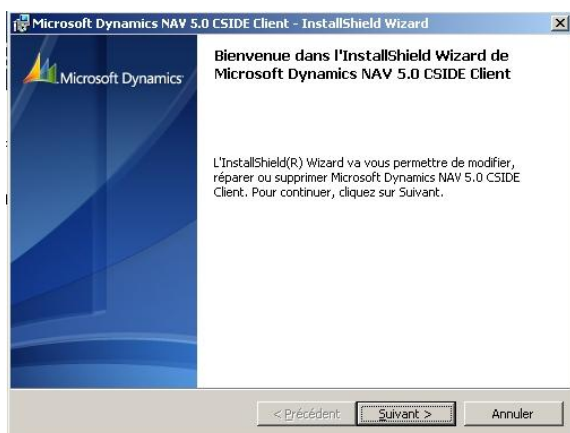 Microsoft Dynamics NAV 5.0 CSIDE Client - InstallShield Wizard
Microsoft Dynamics
Bienvenue dans l'InstallShield Wizard de
Microsoft Dynamics NAV 5.0 CSIDE Client
L'InstallShield(R) Wizard va vous permettre de modifier,
réparer ou supprimer Microsoft Dynamics NAV 5.0 CSIDE
Client. Pour continuer, cliquez sur Suivant.
< Précédent
Suivant >
Annuler